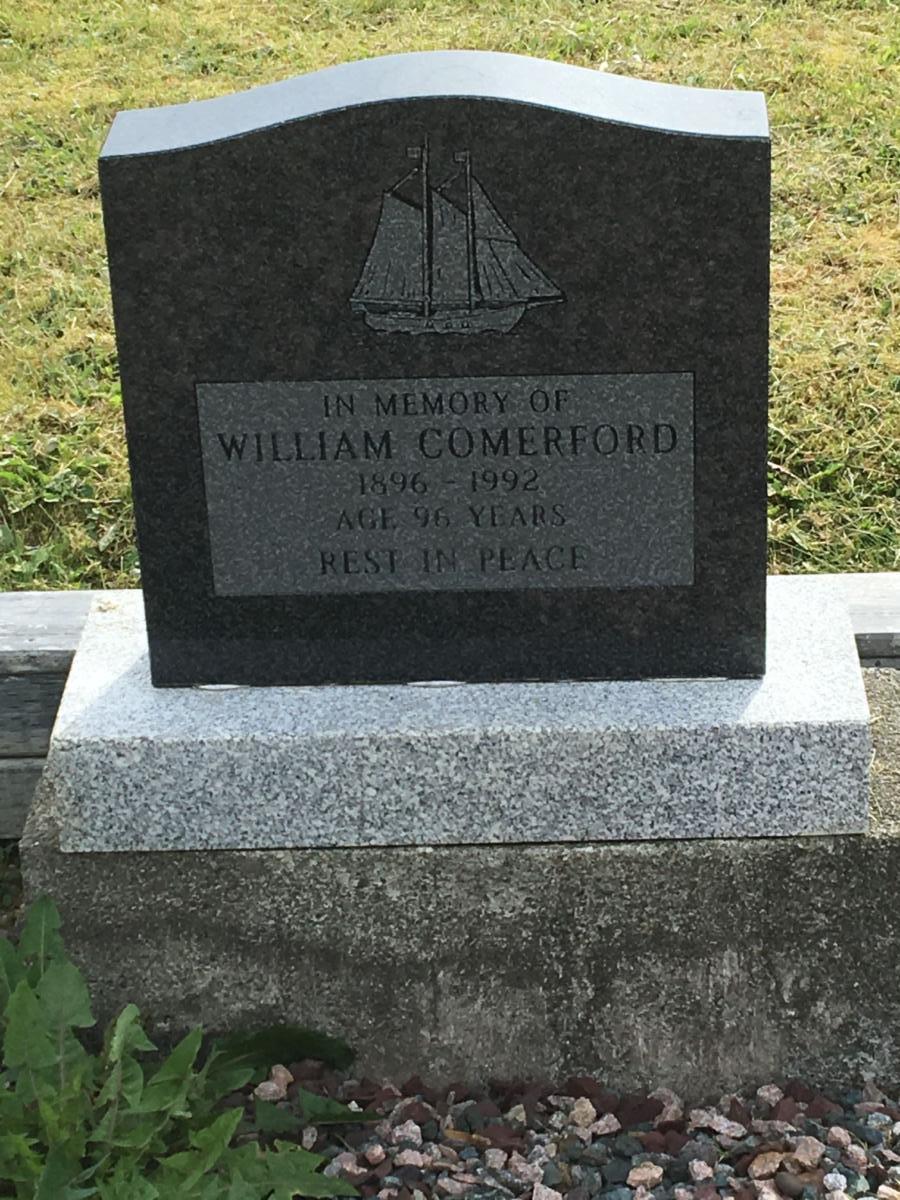 IN MEMORY OF
WILLIAM COMERFORD
1896 - 1992
AGE 96 YEARS
REST IN PEACE